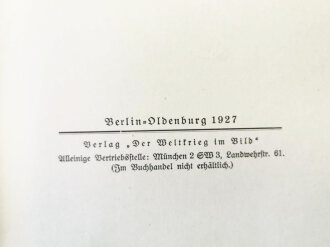 Berlin=Oldenburg 1927
Verlag „Der Weltkrieg im Bild“
Alleinige Vertriebstelle: München 2 SW 3, Landwehrstr. 61.
(Im Buchhandel nicht erhältlich.)